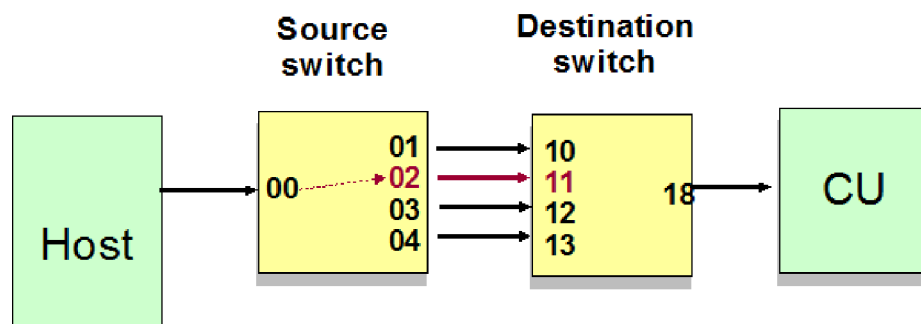 Source
switch
Destination
switch
Host
00
01
02
03
04
10
11
12
13
18
CU